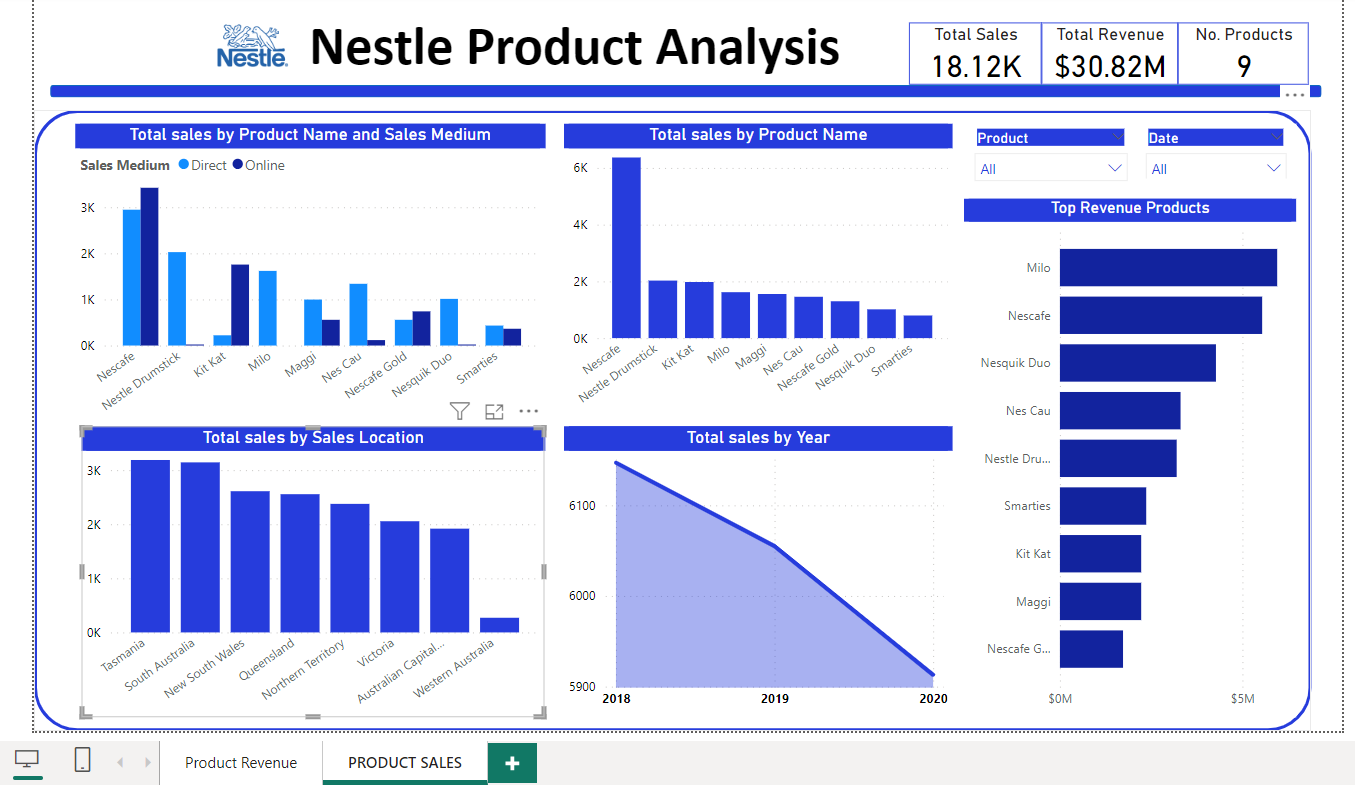 Nestlé
Nestle Product Analysis
Total Sales
18.12K
Total Revenue
$30.82M
No. Products
9
Total sales by Product Name and Sales Medium
Sales Medium Direct Online
3K
2K
1K
0K
Nescafe
Nestle Drumstick
Kit Kat
Milo
Maggi
Nes Cau
Nescafe Gold
Nesquik Duo
Smarties
Total sales by Product Name
6K
4K
2K
0K
Nescafe
Nestle Drumstick
Kit Kat
Milo
Maggi
Nes Cau
Nescafe Gold
Nesquik Duo
Smarties
Product
All
Date
All
Top Revenue Products
Milo
Nescafe
Nesquik Duo
Nes Cau
Nestle Dru...
Smarties
Kit Kat
Maggi
Nescafe G...
$0M $5M
Total sales by Sales Location
3K
2K
1K
0K
Tasmania
South Australia
New South Wales
Queensland
Northern Territory
Victoria
Australian Capital...
Western Australia
Total sales by Year
6100
6000
5900
2018 2019 2020
Product Revenue
PRODUCT SALES